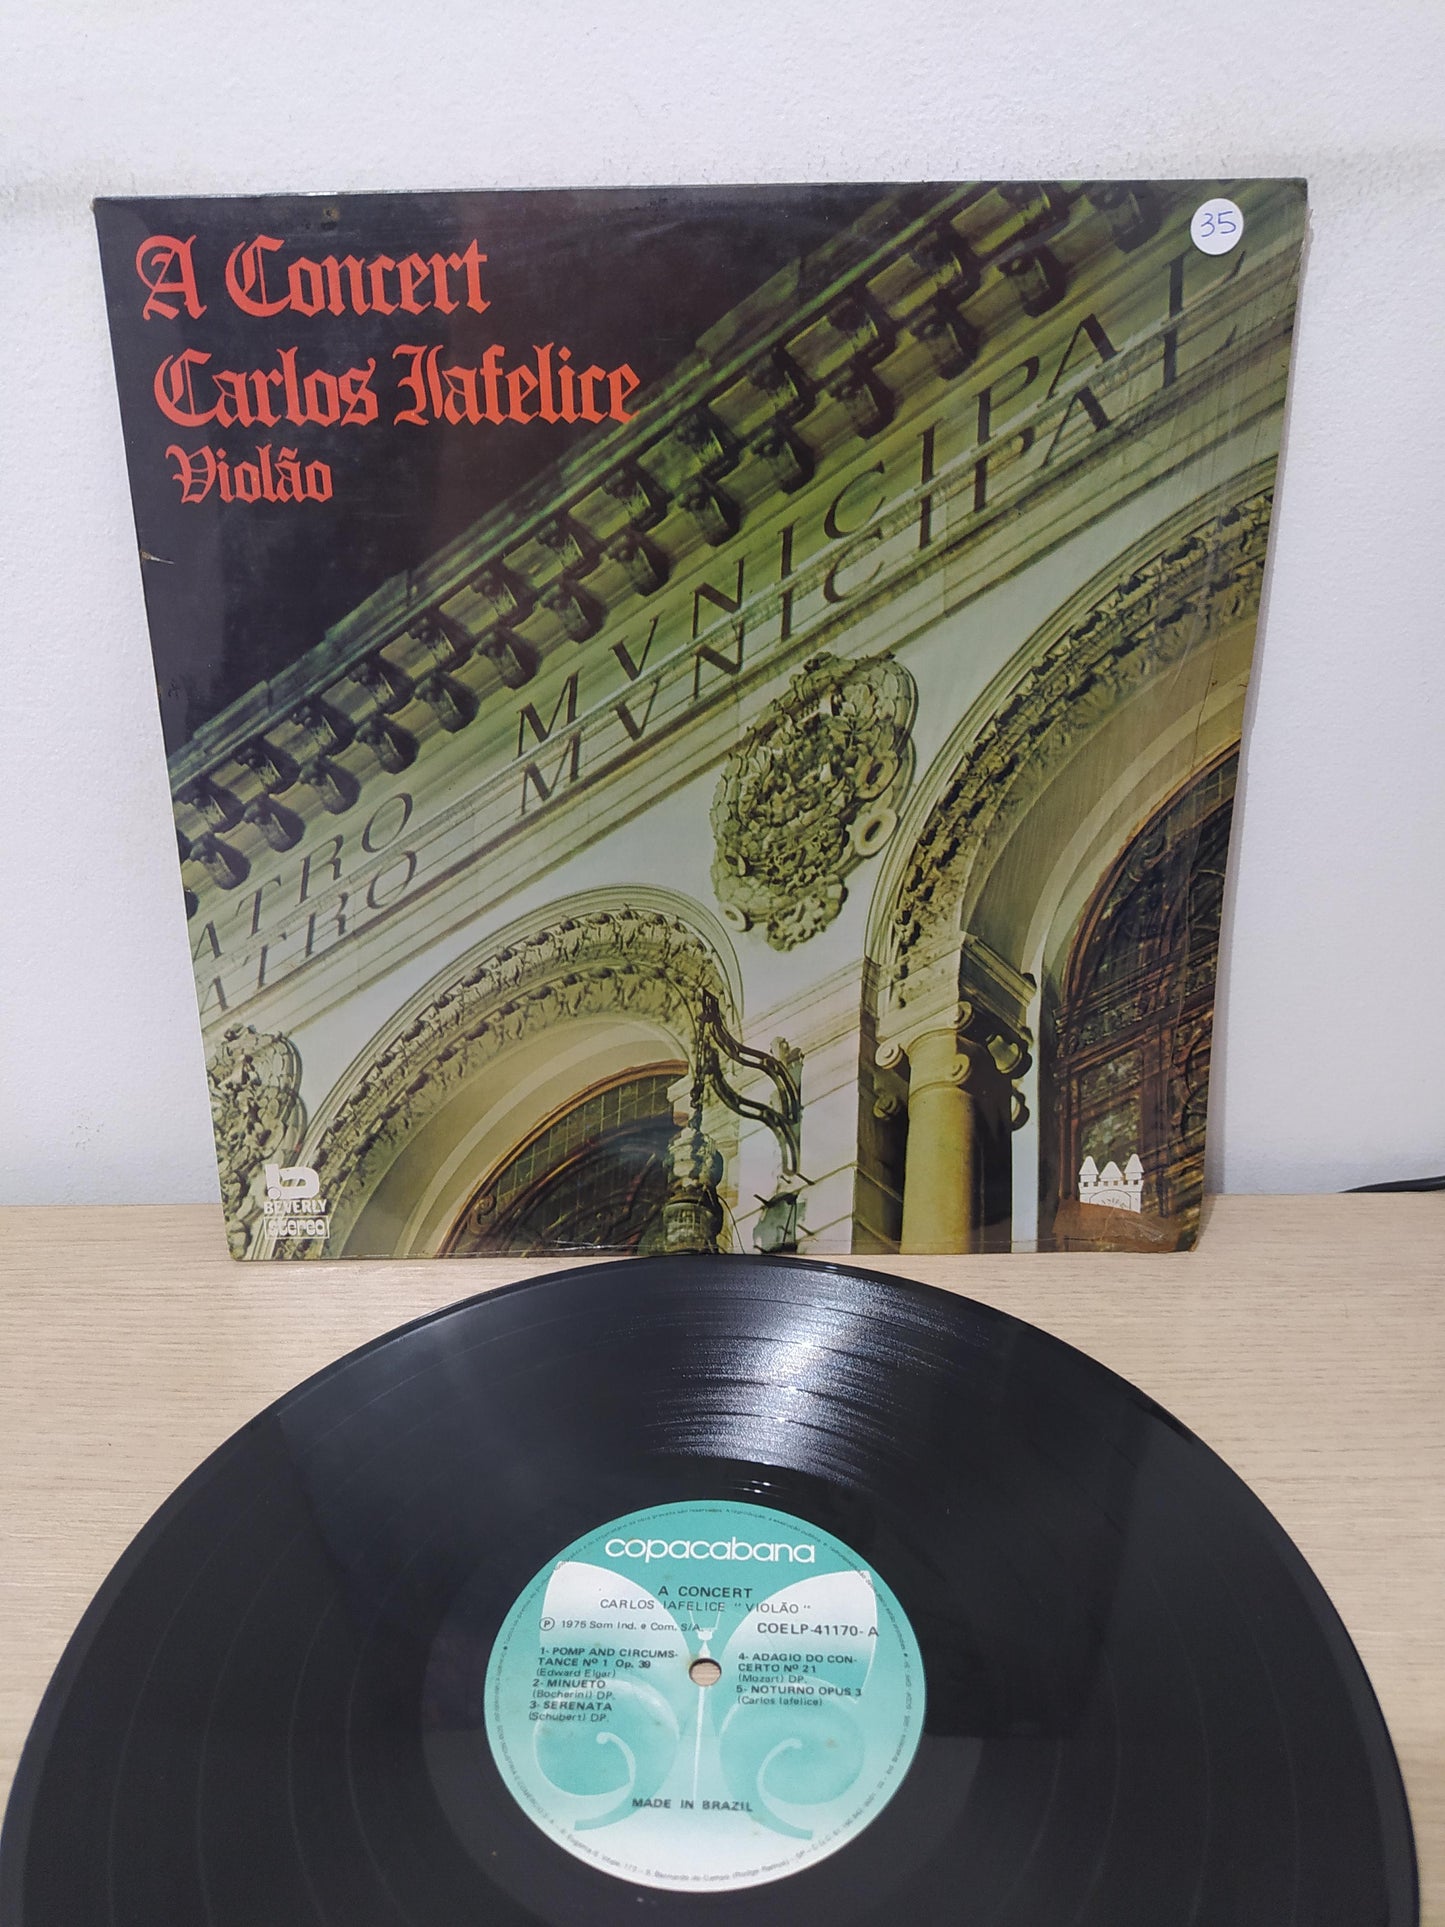 A Concert
Carlos Iafelice
Violão
35
ATRO MVNICIPAL
ATRO MVNICIPAL
BEVERLY
stereo
copacabana
A CONCERT
CARLOS IAFELICE "VIOLÃO"
Ⓟ 1975 Som Ind. e Com. S/A
COELP-41170-A
1- POMP AND CIRCUMS-
TANCE Nº 1 Op. 39
(Edward Elgar)
2- MINUETO
(Bocherini) DP.
3- SERENATA
(Schubert) DP.
4- ADAGIO DO CON-
CERTO Nº 21
(Mozart) DP.
5- NOTURNO OPUS 3
(Carlos Iafelice)
MADE IN BRAZIL